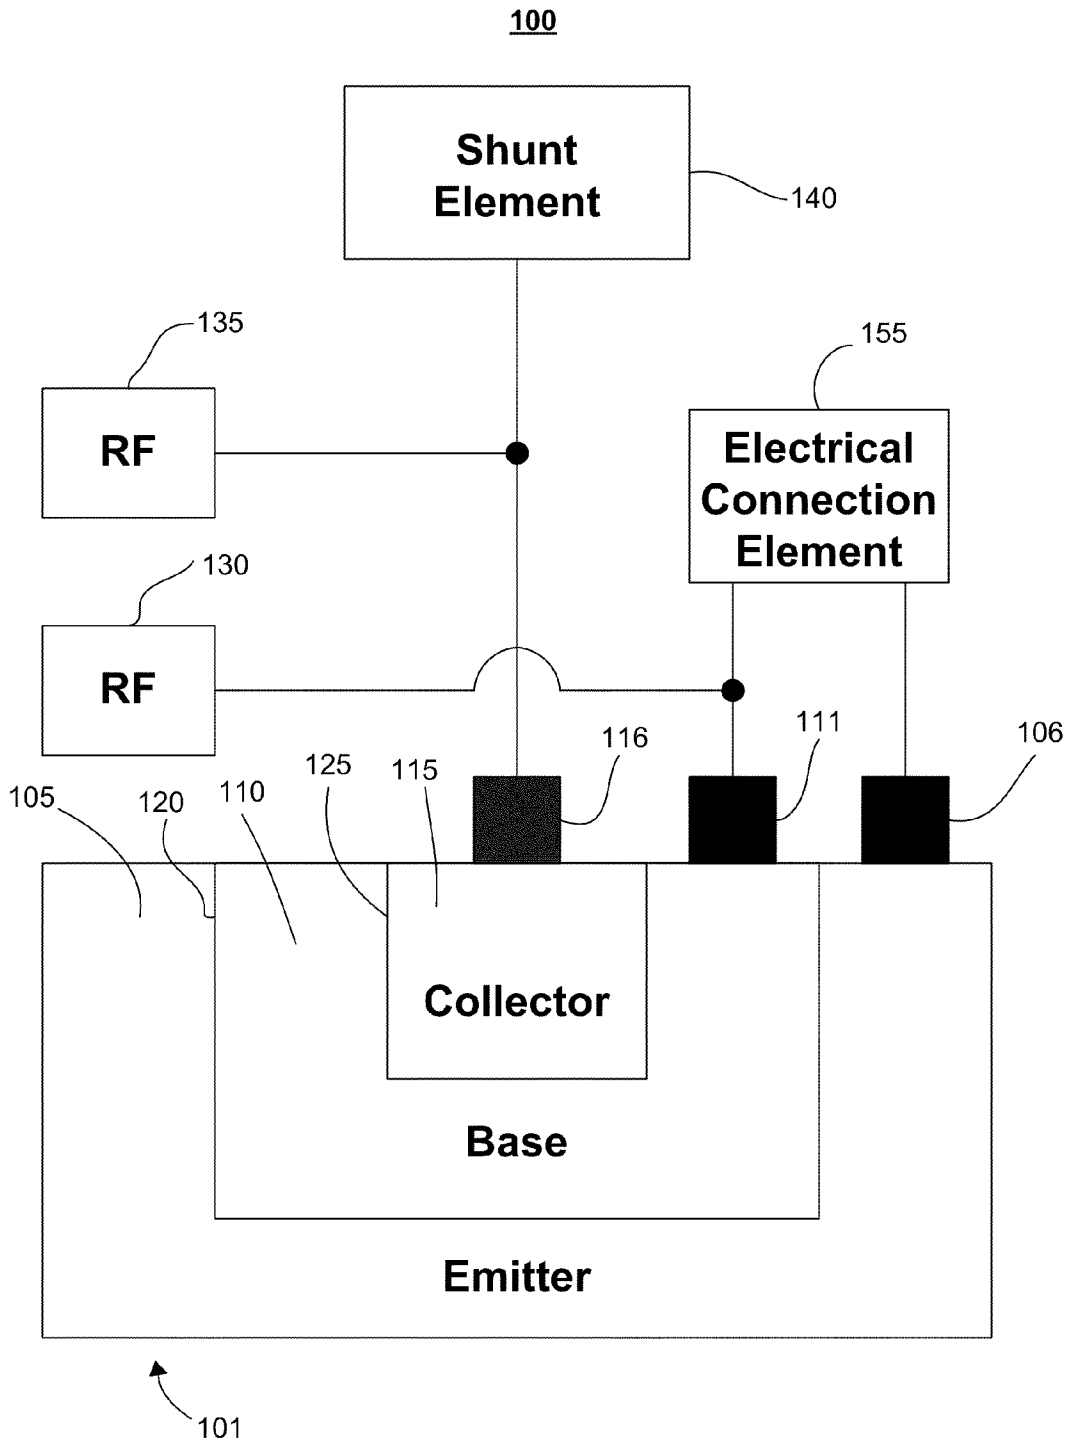 100
Shunt
Element
140
135
155
RF
Electrical
Connection
Element
130
RF
111
106
116
125
115
110
120
105
Collector
Base
Emitter
101